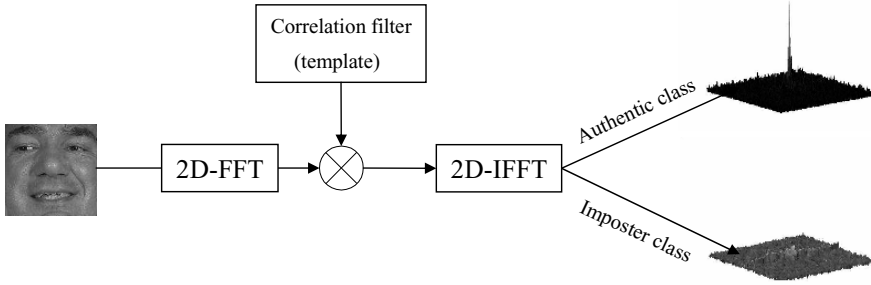 Correlation filter
(template)
2D-FFT
2D-IFFT
Authentic class
Imposter class